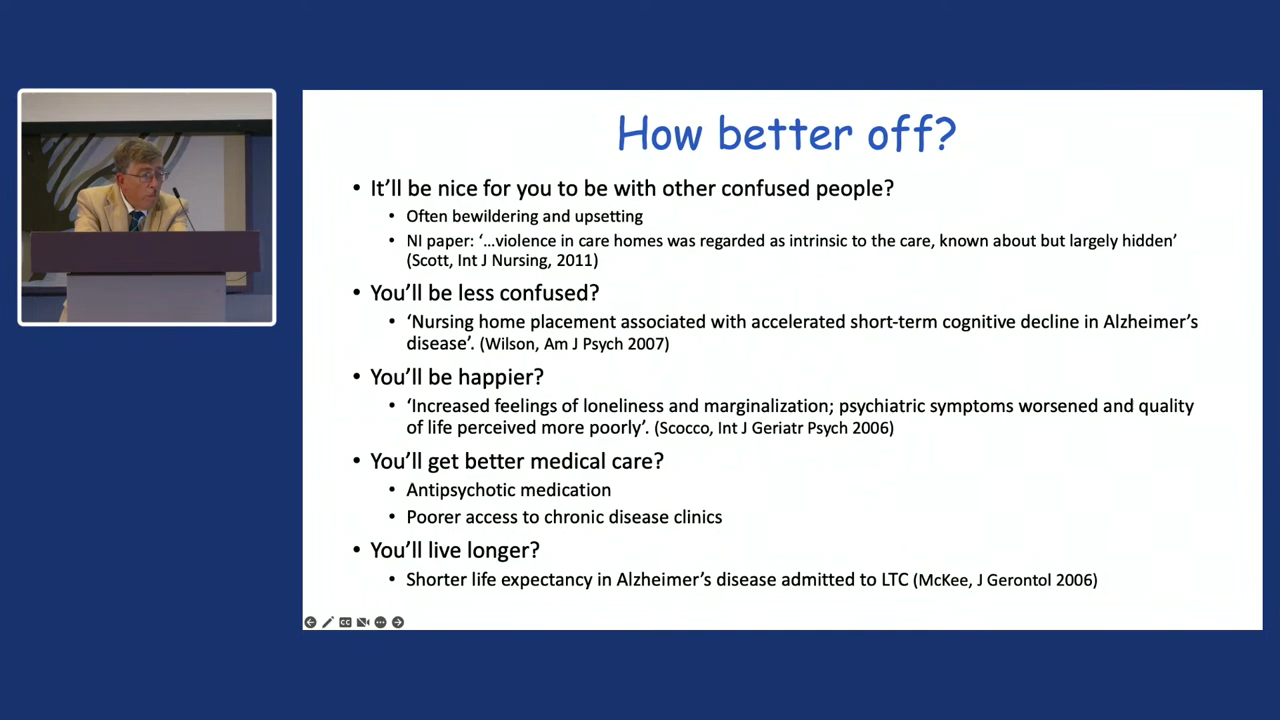 How better off?
• It’ll be nice for you to be with other confused people?
• Often bewildering and upsetting
• NI paper: ‘…violence in care homes was regarded as intrinsic to the care, known about but largely hidden’
(Scott, Int J Nursing, 2011)
• You’ll be less confused?
• ‘Nursing home placement associated with accelerated short-term cognitive decline in Alzheimer’s
disease’. (Wilson, Am J Psych 2007)
• You’ll be happier?
• ‘Increased feelings of loneliness and marginalization; psychiatric symptoms worsened and quality
of life perceived more poorly’. (Scocco, Int J Geriatr Psych 2006)
• You’ll get better medical care?
• Antipsychotic medication
• Poorer access to chronic disease clinics
• You’ll live longer?
• Shorter life expectancy in Alzheimer’s disease admitted to LTC (McKee, J Gerontol 2006)
CC